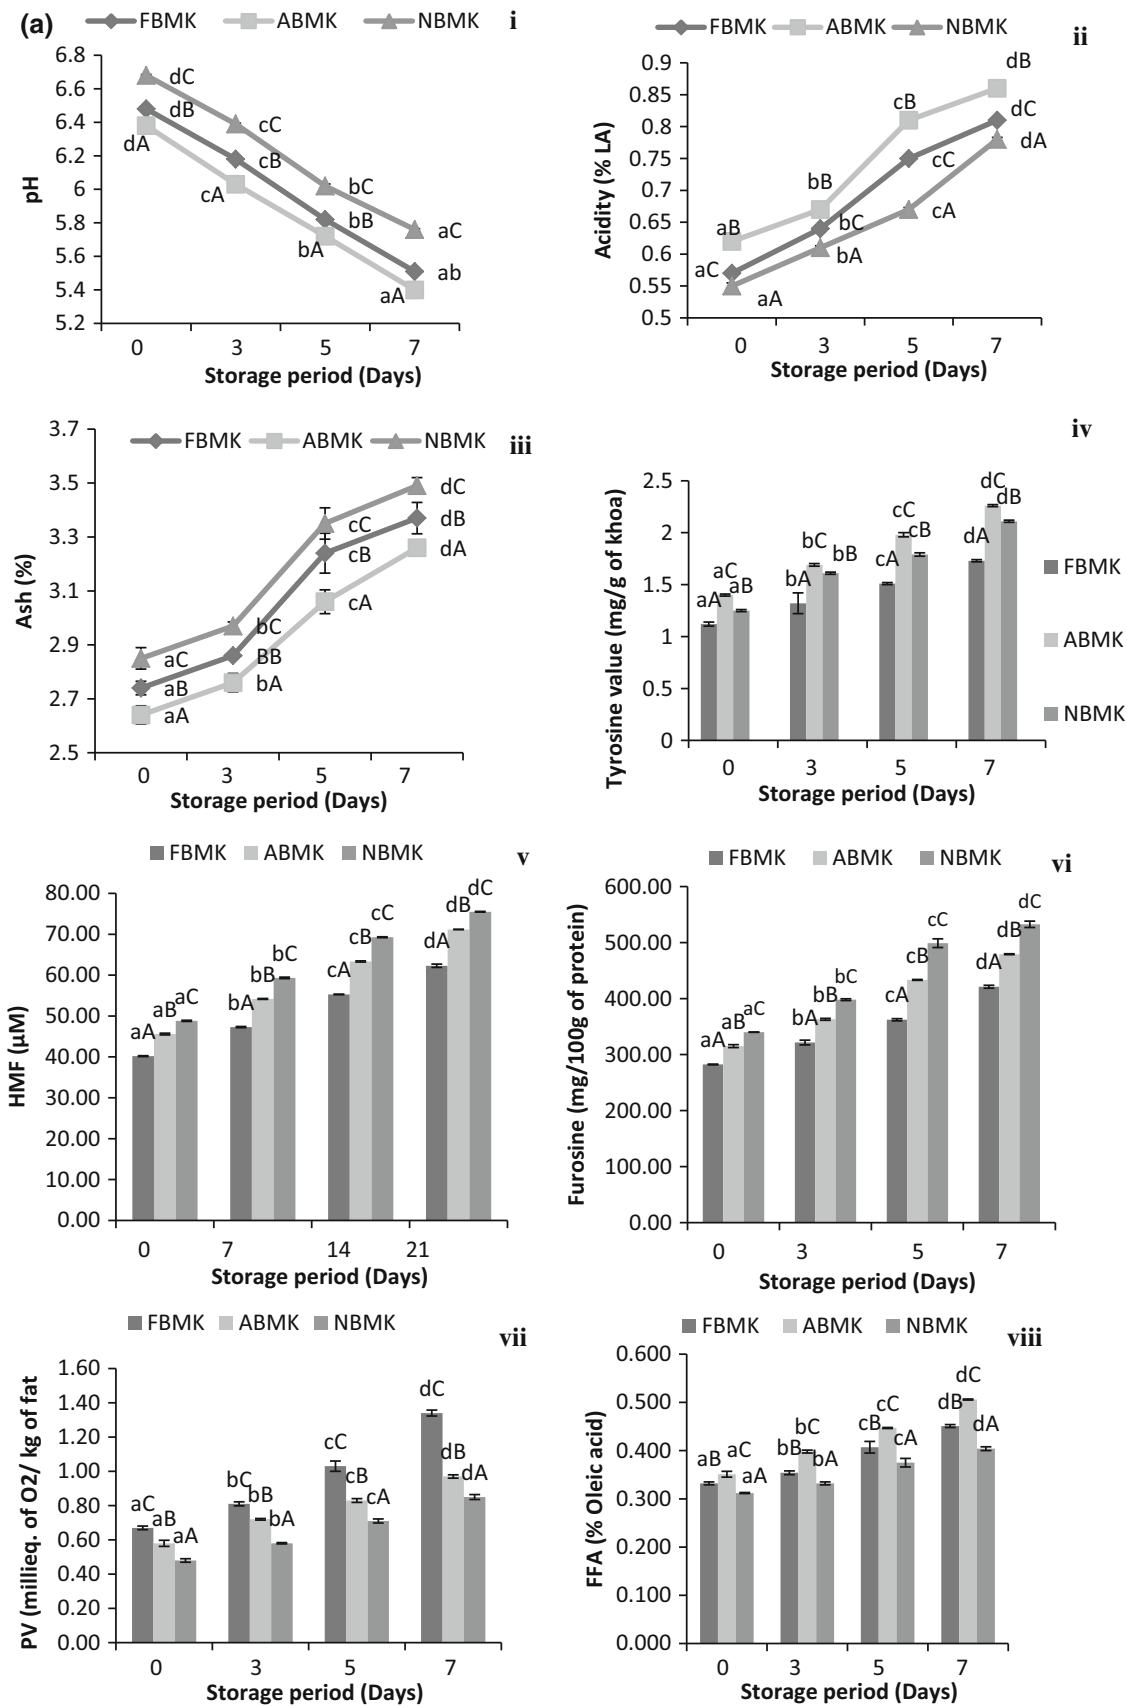 (a) FBMK ABMK NBMK i
6.8
6.6
6.4
6.2
6
5.8
5.6
5.4
5.2
pH
dC
dB
dA
cC
cB
cA
bC
bB
bA
aC
ab
aA
0 3 5 7
Storage period (Days)
FBMK ABMK NBMK ii
0.9
0.85
0.8
0.75
0.7
0.65
0.6
0.55
0.5
Acidity (% LA)
aB
aC
aA
bB
bC
bA
cB
cC
cA
dB
dC
dA
0 3 5 7
Storage period (Days)
FBMK ABMK NBMK iii
3.7
3.5
3.3
3.1
2.9
2.7
2.5
Ash (%)
aC
aB
aA
bC
BB
bA
cC
cB
cA
dC
dB
dA
0 3 5 7
Storage period (Days)
iv
2.5
2
1.5
1
0.5
0
Tyrosine value (mg/g of khoa)
aA aC aB
bA bC bB
cA cC cB
dA dC dB
FBMK
ABMK
NBMK
0 3 5 7
Storage period (Days)
FBMK ABMK NBMK v
80.00
70.00
60.00
50.00
40.00
30.00
20.00
10.00
0.00
HMF (µM)
aA aB aC
bA bB bC
cA cB cC
dA dB dC
0 7 14 21
Storage period (Days)
FBMK ABMK NBMK vi
600.00
500.00
400.00
300.00
200.00
100.00
0.00
Furosine (mg/100g of protein)
aA aB aC
bA bB bC
cA cB cC
dA dB dC
0 3 5 7
Storage period (Days)
FBMK ABMK NBMK vii
1.60
1.40
1.20
1.00
0.80
0.60
0.40
0.20
0.00
PV (millieq. of O2/ kg of fat
aC aB aA
bC bB bA
cC cB cA
dC dB dA
0 3 5 7
Storage period (Days)
FBMK ABMK NBMK viii
0.600
0.500
0.400
0.300
0.200
0.100
0.000
FFA (% Oleic acid)
aB aC aA
bB bC bA
cB cC cA
dB dC dA
0 3 5 7
Storage period (Days)